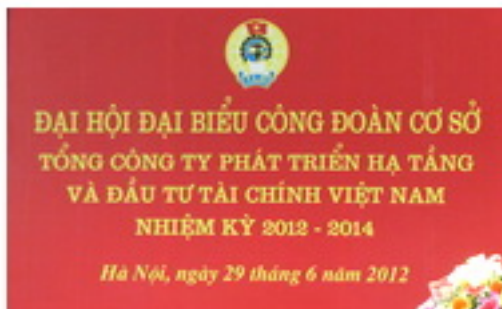 ĐẠI HỘI ĐẠI BIỂU CÔNG ĐOÀN CƠ SỞ
TỔNG CÔNG TY PHÁT TRIỂN HẠ TẦNG
VÀ ĐẦU TƯ TÀI CHÍNH VIỆT NAM
NHIỆM KỲ 2012 - 2014
Hà Nội, ngày 29 tháng 6 năm 2012